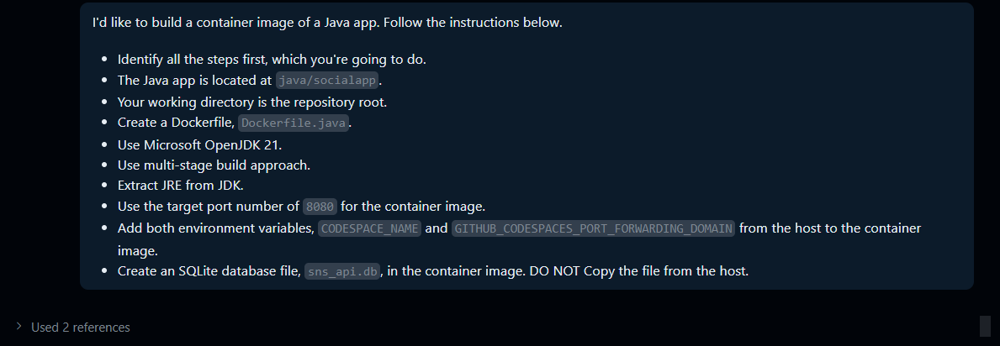 I'd like to build a container image of a Java app. Follow the instructions below.
Identify all the steps first, which you're going to do.
The Java app is located at java/socialapp.
Your working directory is the repository root.
Create a Dockerfile, Dockerfile.java.
Use Microsoft OpenJDK 21.
Use multi-stage build approach.
Extract JRE from JDK.
Use the target port number of 8080 for the container image.
Add both environment variables, CODESPACE_NAME and GITHUB_CODESPACES_PORT_FORWARDING_DOMAIN from the host to the container
image.
Create an SQLite database file, sns_api.db, in the container image. DO NOT Copy the file from the host.
Used 2 references